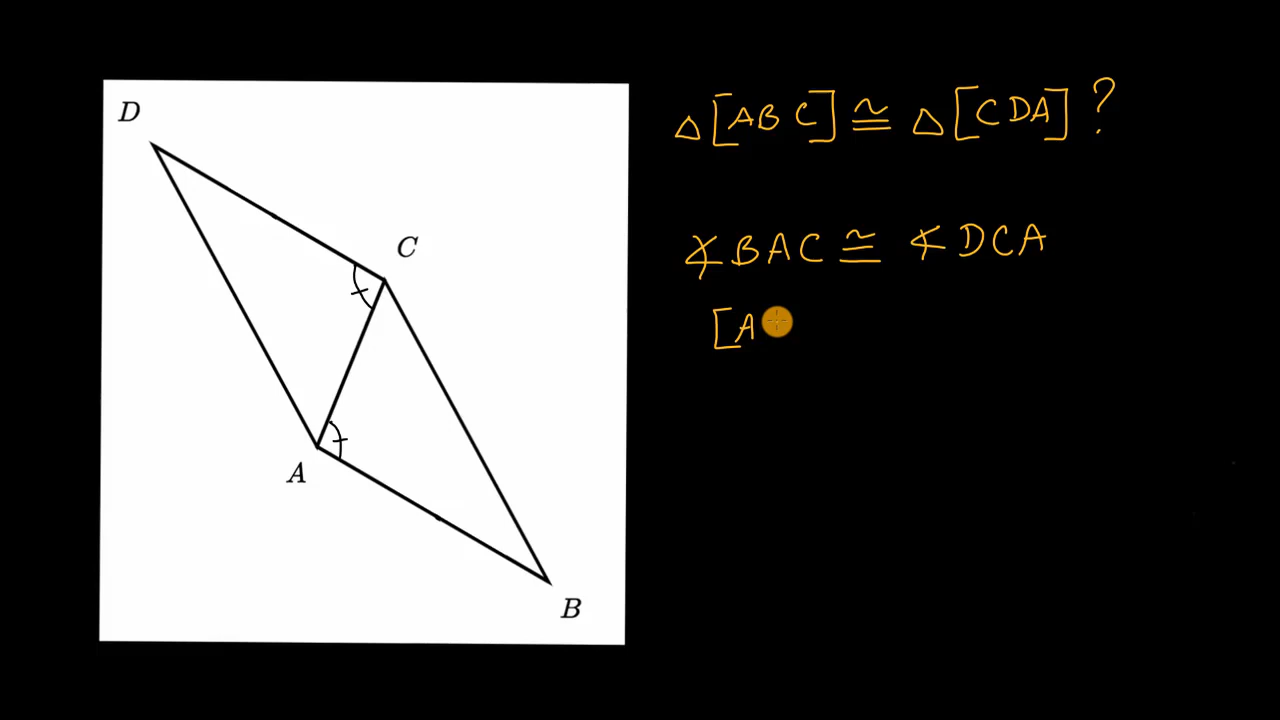 D
△[ABC] ≅ △[CDA] ?
C
∡BAC ≅ ∡DCA
[A
A
B